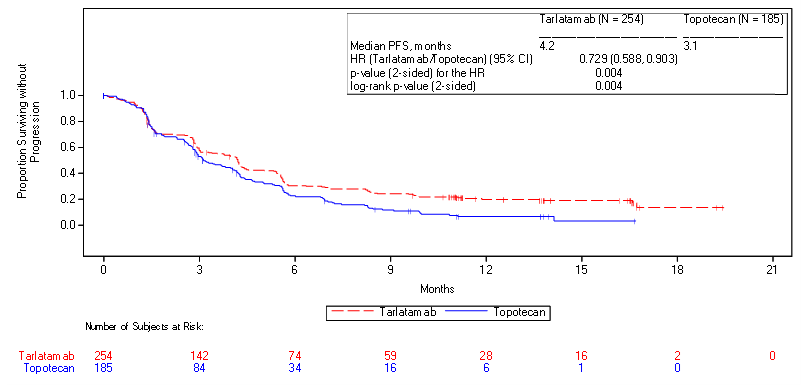 Tarlatamab (N = 254) Topotecan (N = 185)
Median PFS, months 4.2 3.1
HR (Tarlatamab/Topotecan) (95% CI) 0.729 (0.588, 0.903)
p-value (2-sided) for the HR 0.004
log-rank p-value (2-sided) 0.004
Proportion Surviving without
Progression
1.0
0.8
0.6
0.4
0.2
0.0
0 3 6 9 12 15 18 21
Months
Tarlatamab Topotecan
Number of Subjects at Risk:
Tarlatamab 254 142 74 59 28 16 2 0
Topotecan 185 84 34 16 6 1 0